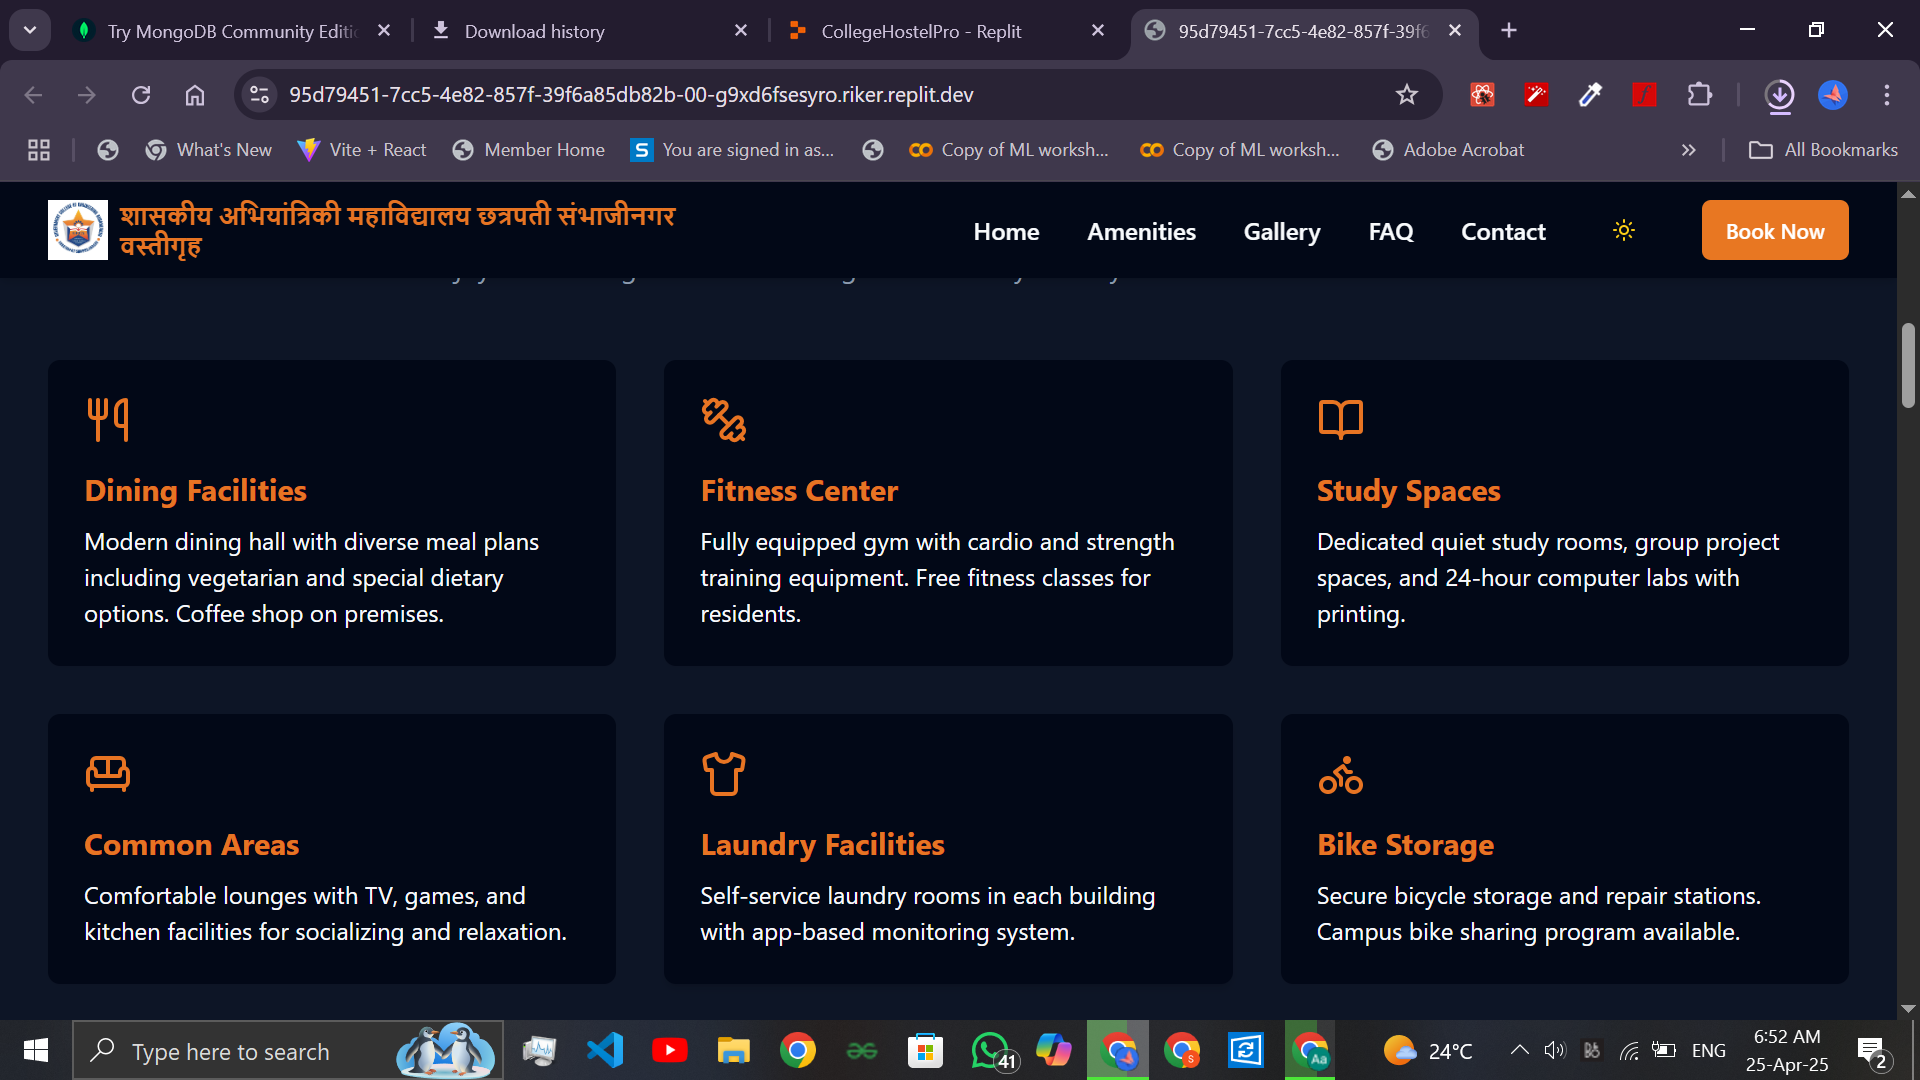 Try MongoDB Community Editic
Download history
CollegeHostelPro - Replit
95d79451-7cc5-4e82-857f-39f6
95d79451-7cc5-4e82-857f-39f6a85db82b-00-g9xd6fsesyro.riker.replit.dev
What's New
Vite + React
Member Home
You are signed in as...
Copy of ML worksh...
Copy of ML worksh...
Adobe Acrobat
All Bookmarks
शासकीय अभियांत्रिकी महाविद्यालय छत्रपती संभाजीनगर
वस्तीगृह
Home
Amenities
Gallery
FAQ
Contact
Book Now
Dining Facilities
Modern dining hall with diverse meal plans
including vegetarian and special dietary
options. Coffee shop on premises.
Fitness Center
Fully equipped gym with cardio and strength
training equipment. Free fitness classes for
residents.
Study Spaces
Dedicated quiet study rooms, group project
spaces, and 24-hour computer labs with
printing.
Common Areas
Comfortable lounges with TV, games, and
kitchen facilities for socializing and relaxation.
Laundry Facilities
Self-service laundry rooms in each building
with app-based monitoring system.
Bike Storage
Secure bicycle storage and repair stations.
Campus bike sharing program available.
Type here to search
41
24°C
ENG
6:52 AM
25-Apr-25
2